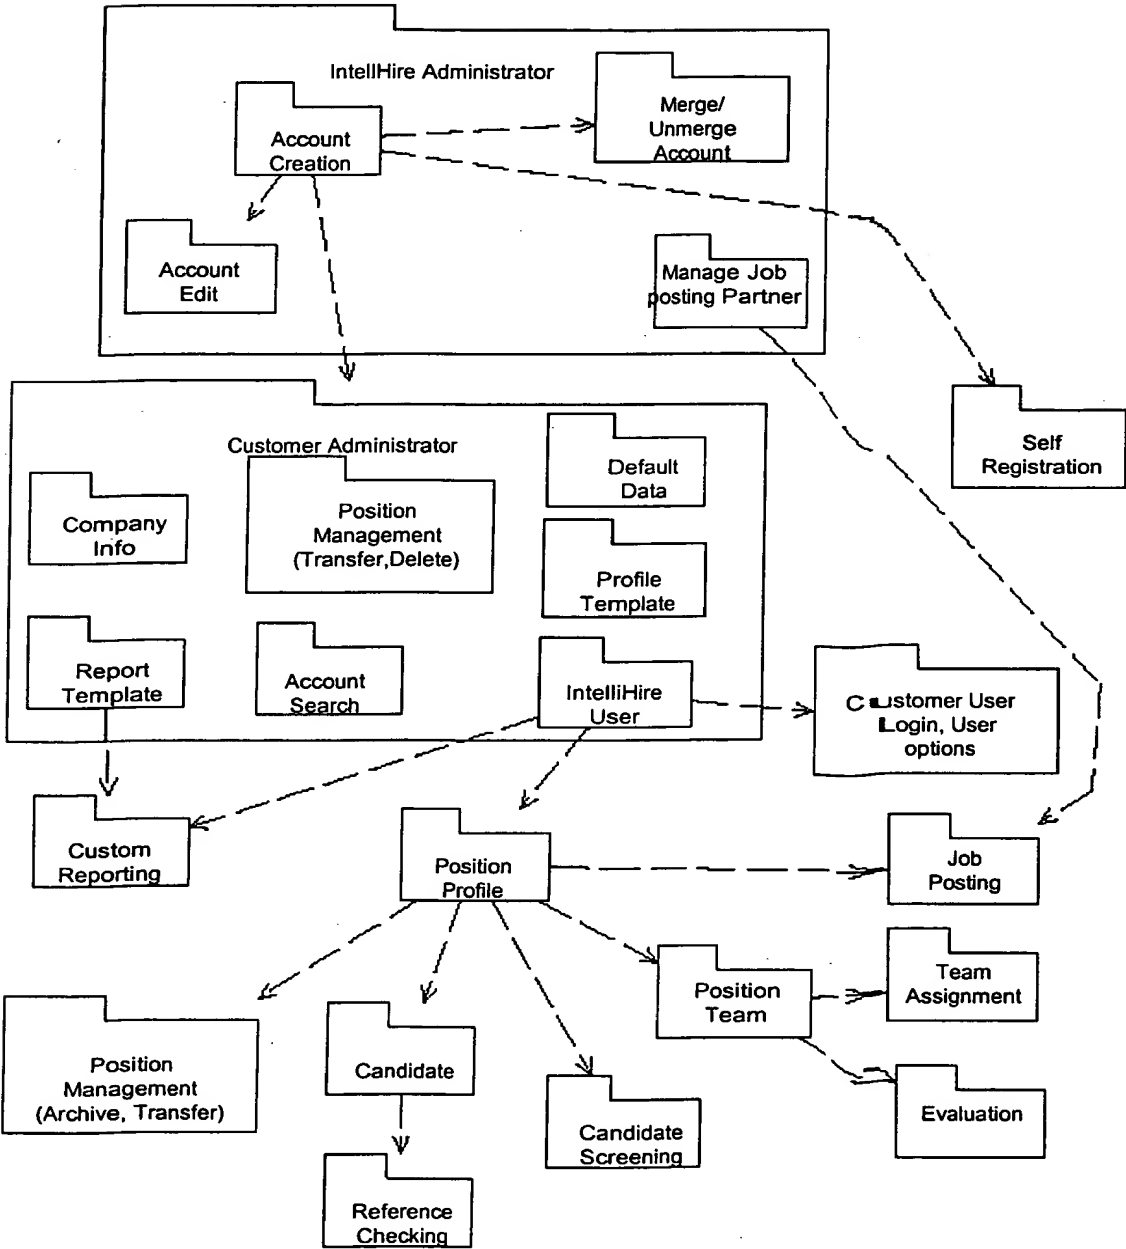 IntellHire Administrator
Merge/
Unmerge
Account
Account
Creation
Account
Edit
Manage Job
posting Partner
Self
Registration
Customer Administrator
Default
Data
Company
Info
Position
Management
(Transfer,Delete)
Profile
Template
Report
Template
Account
Search
IntelliHire
User
Customer User
Login, User
options
Custom
Reporting
Position
Profile
Job
Posting
Position
Team
Team
Assignment
Position
Management
(Archive, Transfer)
Candidate
Candidate
Screening
Evaluation
Reference
Checking